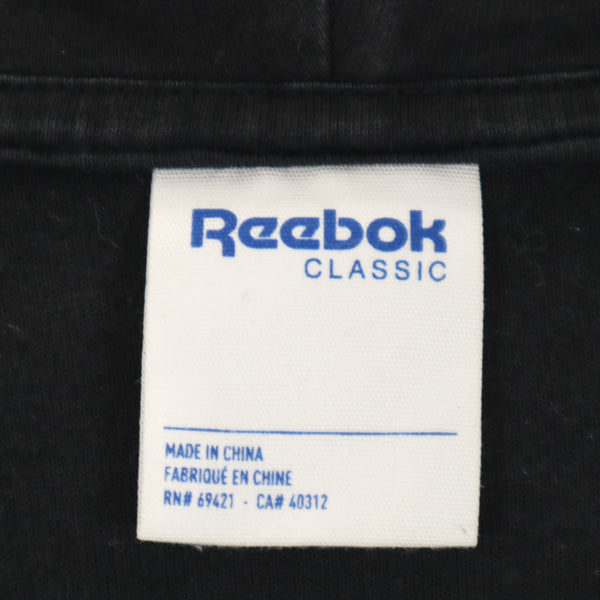 Reebok
CLASSIC
MADE IN CHINA
FABRIQUÉ EN CHINE
RN# 69421 - CA# 40312